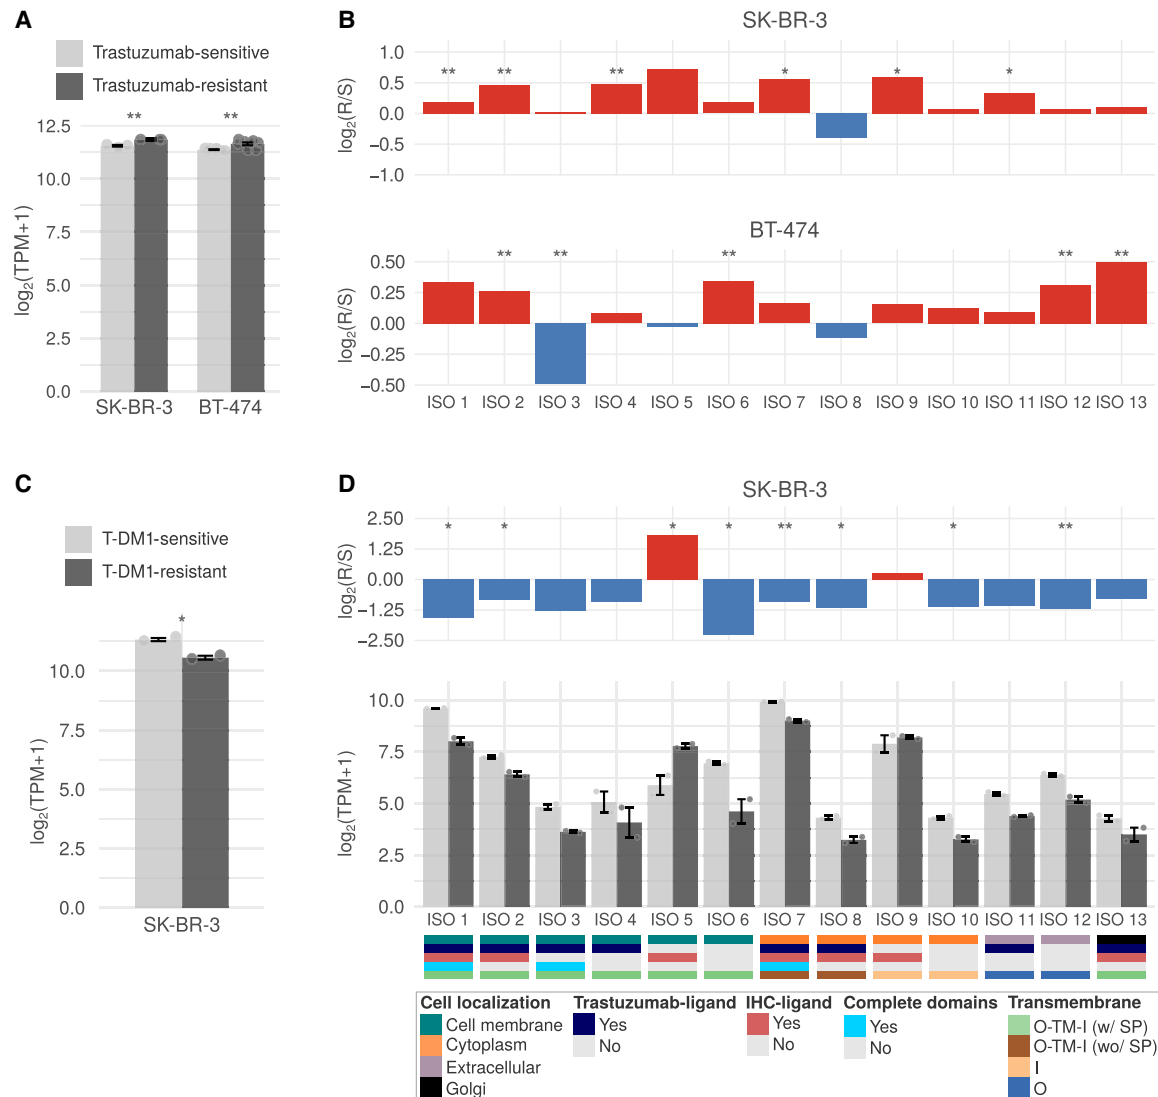 A
Trastuzumab-sensitive
Trastuzumab-resistant
** **
12.5
10.0
7.5
5.0
2.5
0.0
log₂(TPM+1)
SK-BR-3 BT-474
B
SK-BR-3
1.0
0.5
0.0
−0.5
−1.0
log₂(R/S)
** ** ** * * *
BT-474
0.50
0.25
0.00
−0.25
−0.50
log₂(R/S)
** ** ** ** **
ISO 1 ISO 2 ISO 3 ISO 4 ISO 5 ISO 6 ISO 7 ISO 8 ISO 9 ISO 10 ISO 11 ISO 12 ISO 13
C
T-DM1-sensitive
T-DM1-resistant
*
10.0
7.5
5.0
2.5
0.0
log₂(TPM+1)
SK-BR-3
D
SK-BR-3
2.50
1.25
0.00
−1.25
−2.50
log₂(R/S)
* * * * ** * * **
10.0
7.5
5.0
2.5
0.0
log₂(TPM+1)
ISO 1 ISO 2 ISO 3 ISO 4 ISO 5 ISO 6 ISO 7 ISO 8 ISO 9 ISO 10 ISO 11 ISO 12 ISO 13
Cell localization
Cell membrane
Cytoplasm
Extracellular
Golgi
Trastuzumab-ligand
Yes
No
IHC-ligand
Yes
No
Complete domains
Yes
No
Transmembrane
O-TM-I (w/ SP)
O-TM-I (wo/ SP)
I
O